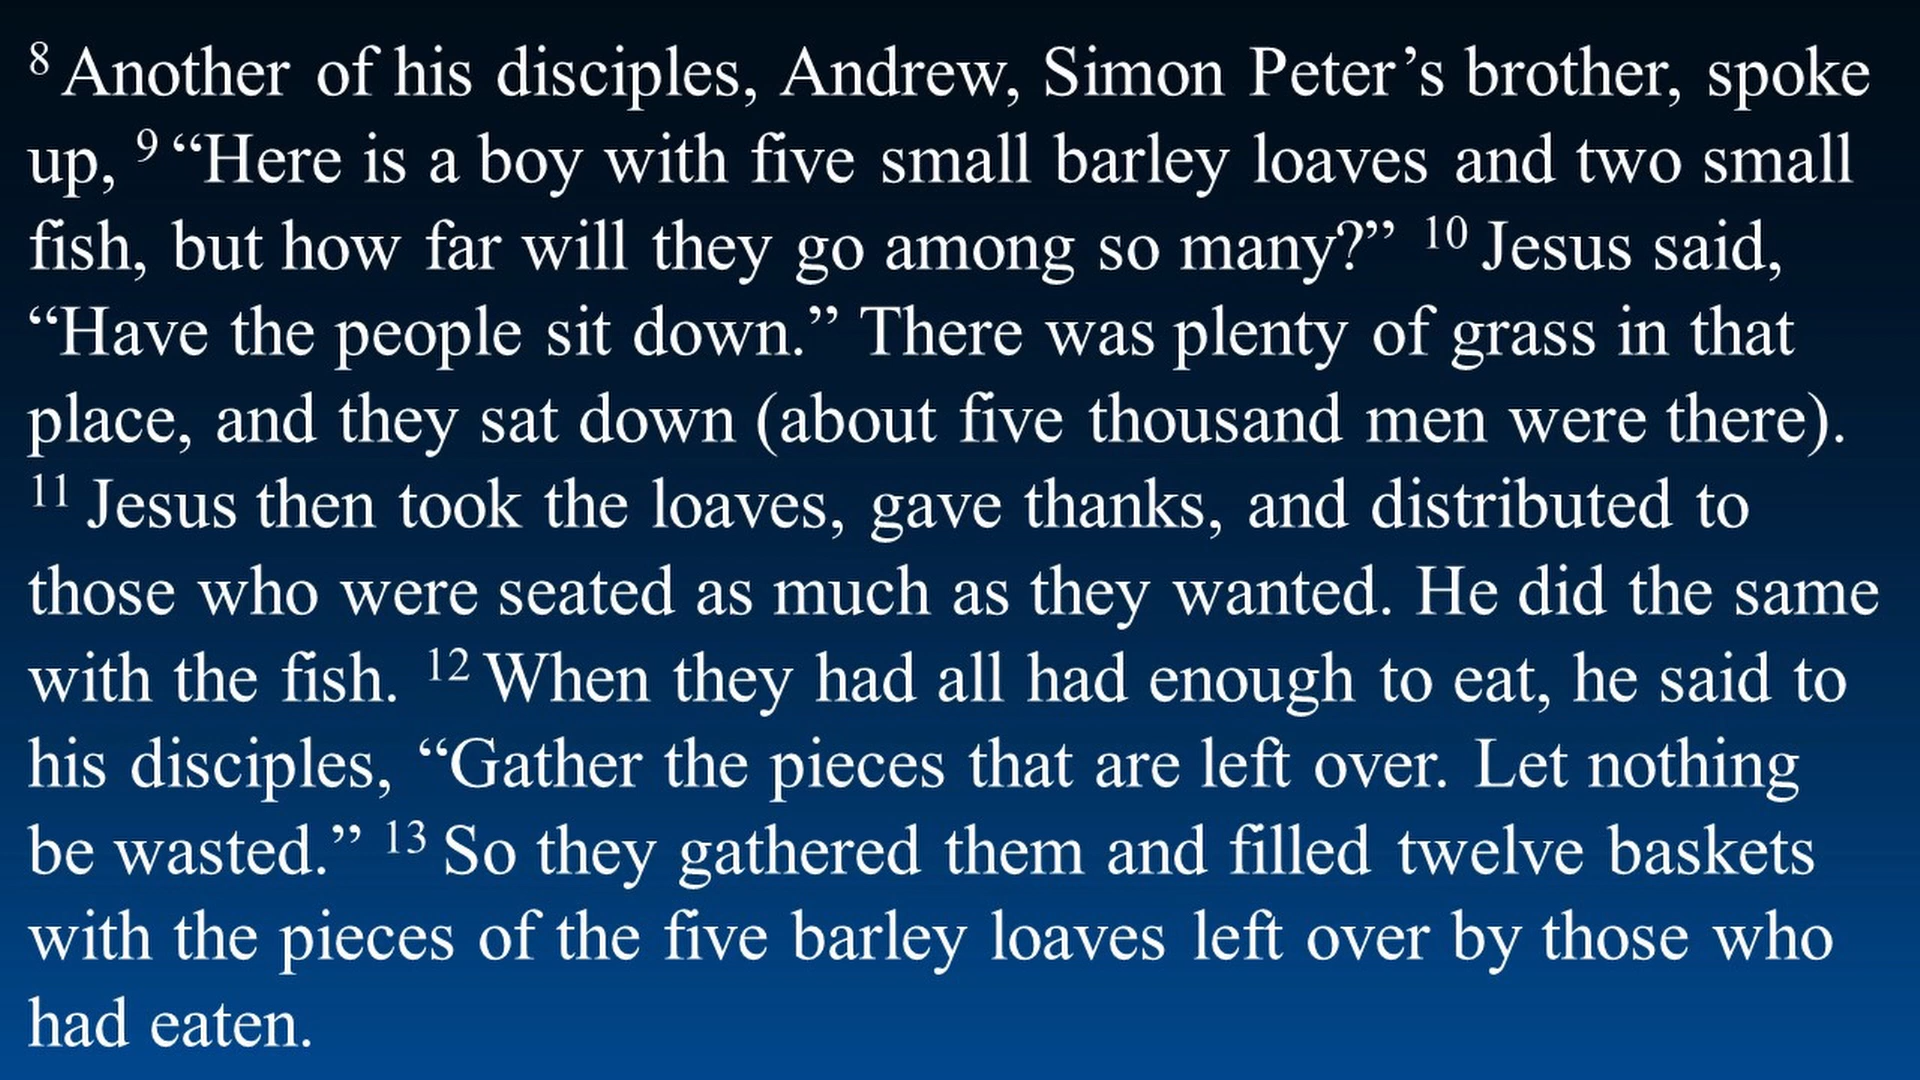 8 Another of his disciples, Andrew, Simon Peter’s brother, spoke
up, 9 “Here is a boy with five small barley loaves and two small
fish, but how far will they go among so many?” 10 Jesus said,
“Have the people sit down.” There was plenty of grass in that
place, and they sat down (about five thousand men were there).
11 Jesus then took the loaves, gave thanks, and distributed to
those who were seated as much as they wanted. He did the same
with the fish. 12 When they had all had enough to eat, he said to
his disciples, “Gather the pieces that are left over. Let nothing
be wasted.” 13 So they gathered them and filled twelve baskets
with the pieces of the five barley loaves left over by those who
had eaten.